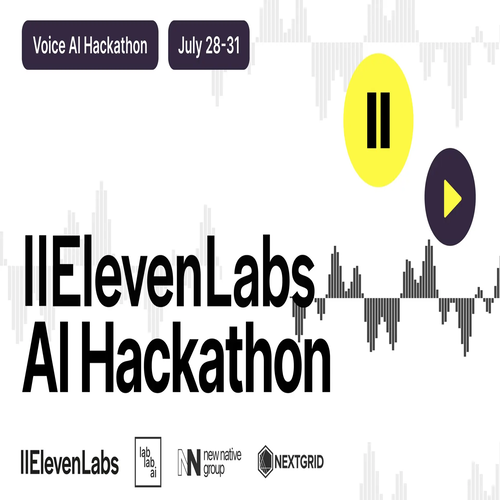 Voice AI Hackathon
July 28-31
IIElevenLabs
AI Hackathon
IIElevenLabs
lab
lab
.ai
new native
group
NEXTGRID